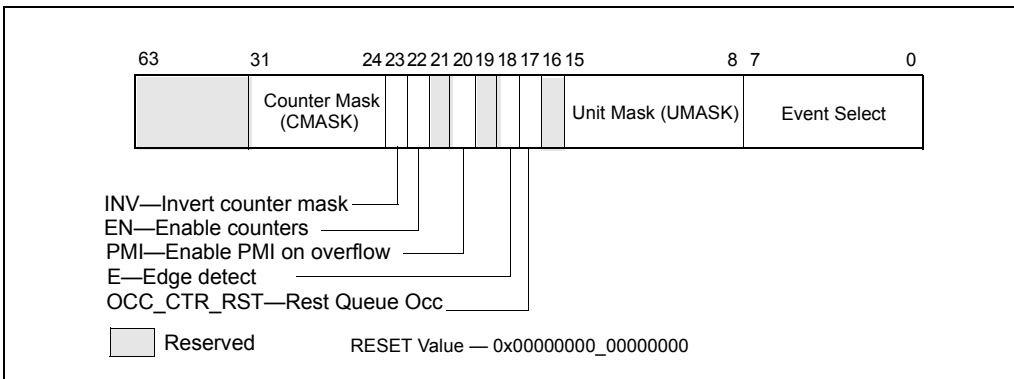 63 31 24 23 22 21 20 19 18 17 16 15 8 7 0
Counter Mask
(CMASK)
Unit Mask (UMASK)
Event Select
INV—Invert counter mask
EN—Enable counters
PMI—Enable PMI on overflow
E—Edge detect
OCC_CTR_RST—Rest Queue Occ
Reserved
RESET Value — 0x00000000_00000000